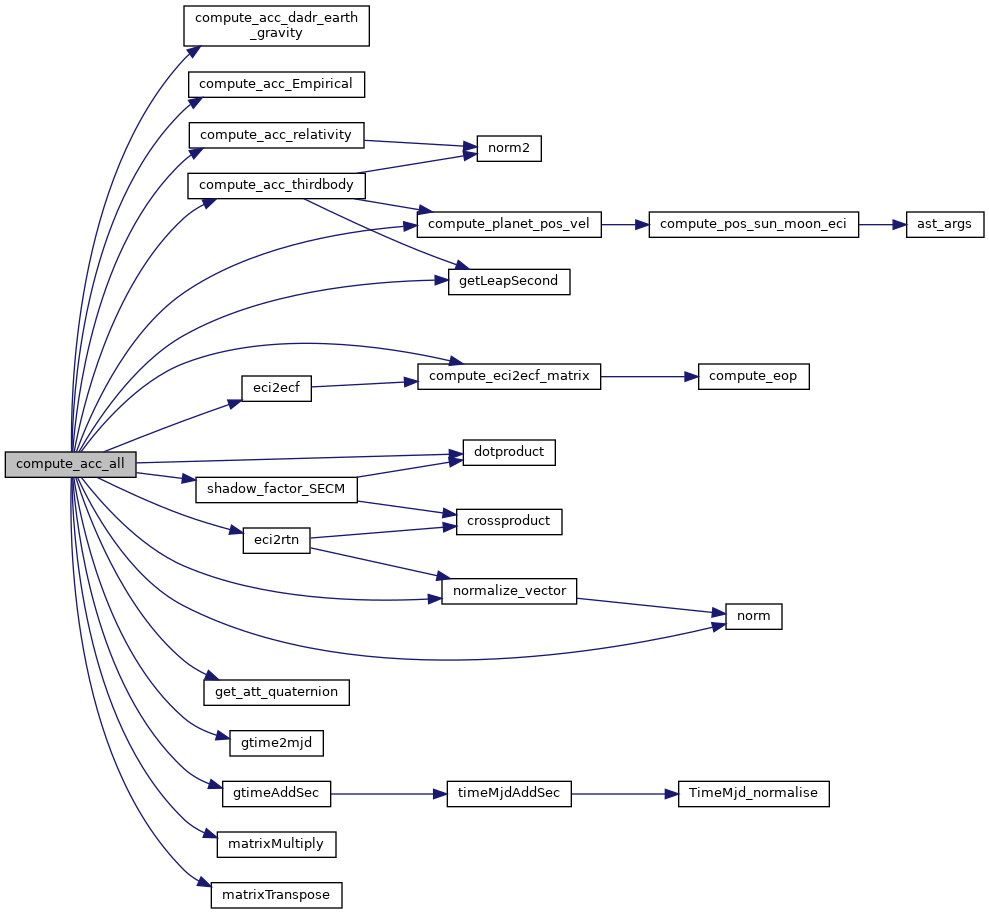 compute_acc_dadr_earth
_gravity
compute_acc_Empirical
compute_acc_relativity
norm2
compute_acc_thirdbody
compute_planet_pos_vel
compute_pos_sun_moon_eci
ast_args
getLeapSecond
compute_eci2ecf_matrix
compute_eop
eci2ecf
dotproduct
compute_acc_all
shadow_factor_SECM
crossproduct
eci2rtn
normalize_vector
norm
get_att_quaternion
gtime2mjd
gtimeAddSec
timeMjdAddSec
TimeMjd_normalise
matrixMultiply
matrixTranspose